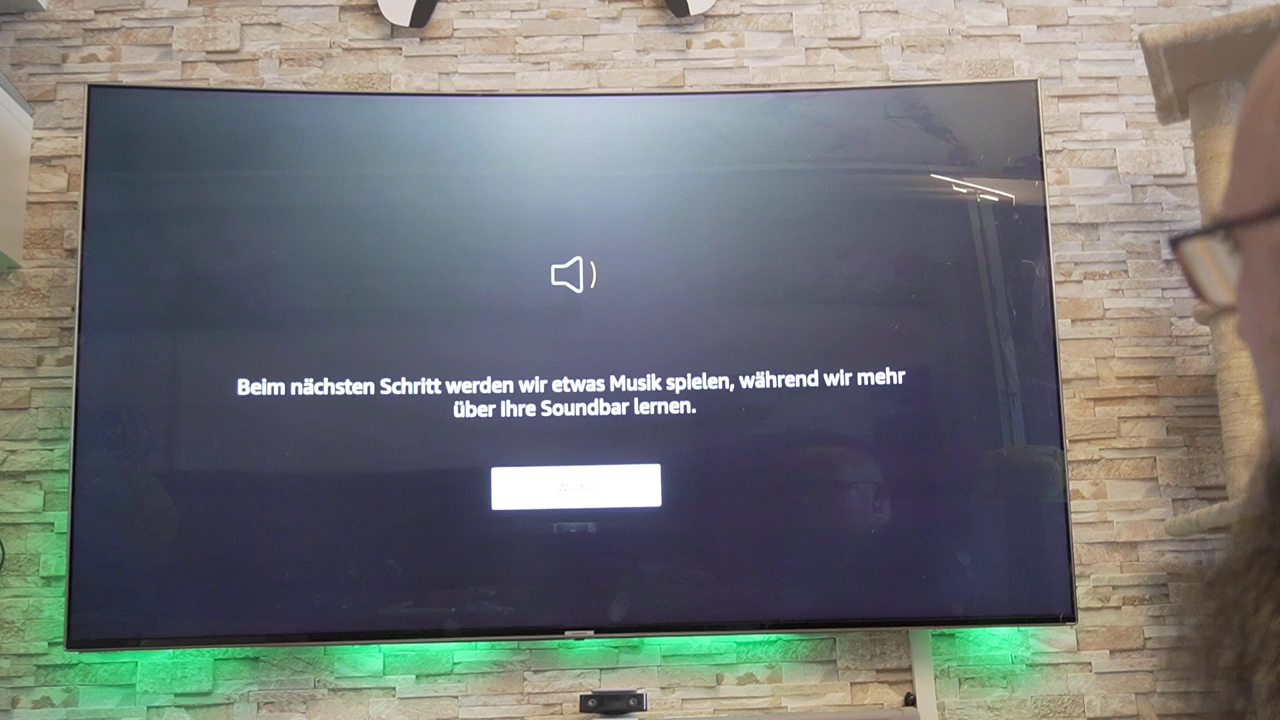 Beim nächsten Schritt werden wir etwas Musik spielen, während wir mehr
über Ihre Soundbar lernen.